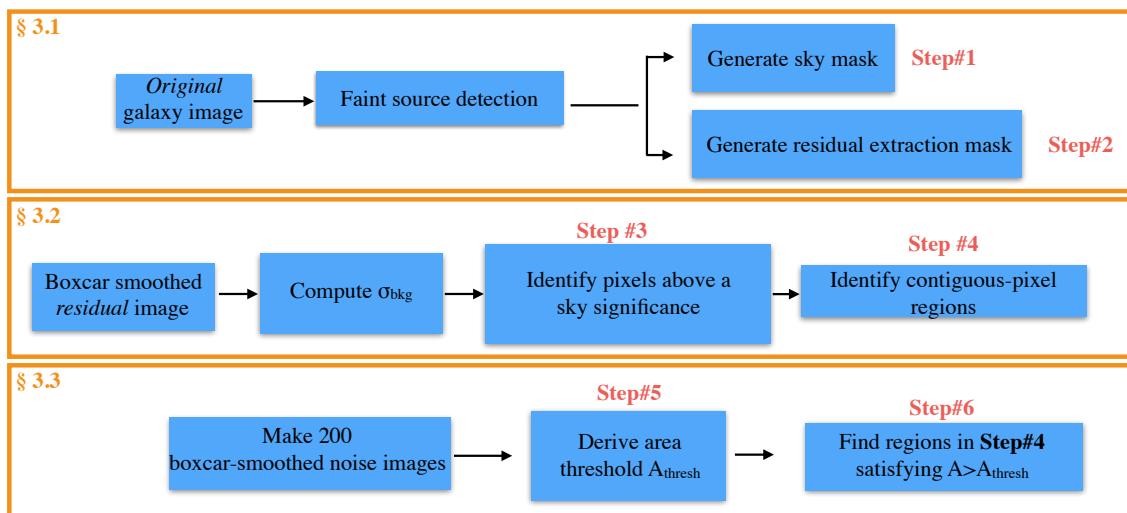 § 3.1
Original
galaxy image
Faint source detection
Generate sky mask
Step#1
Generate residual extraction mask
Step#2
§ 3.2
Boxcar smoothed
residual image
Compute σbkg
Step #3
Identify pixels above a
sky significance
Step #4
Identify contiguous-pixel
regions
§ 3.3
Make 200
boxcar-smoothed noise images
Step#5
Derive area
threshold Athresh
Step#6
Find regions in Step#4
satisfying A>Athresh